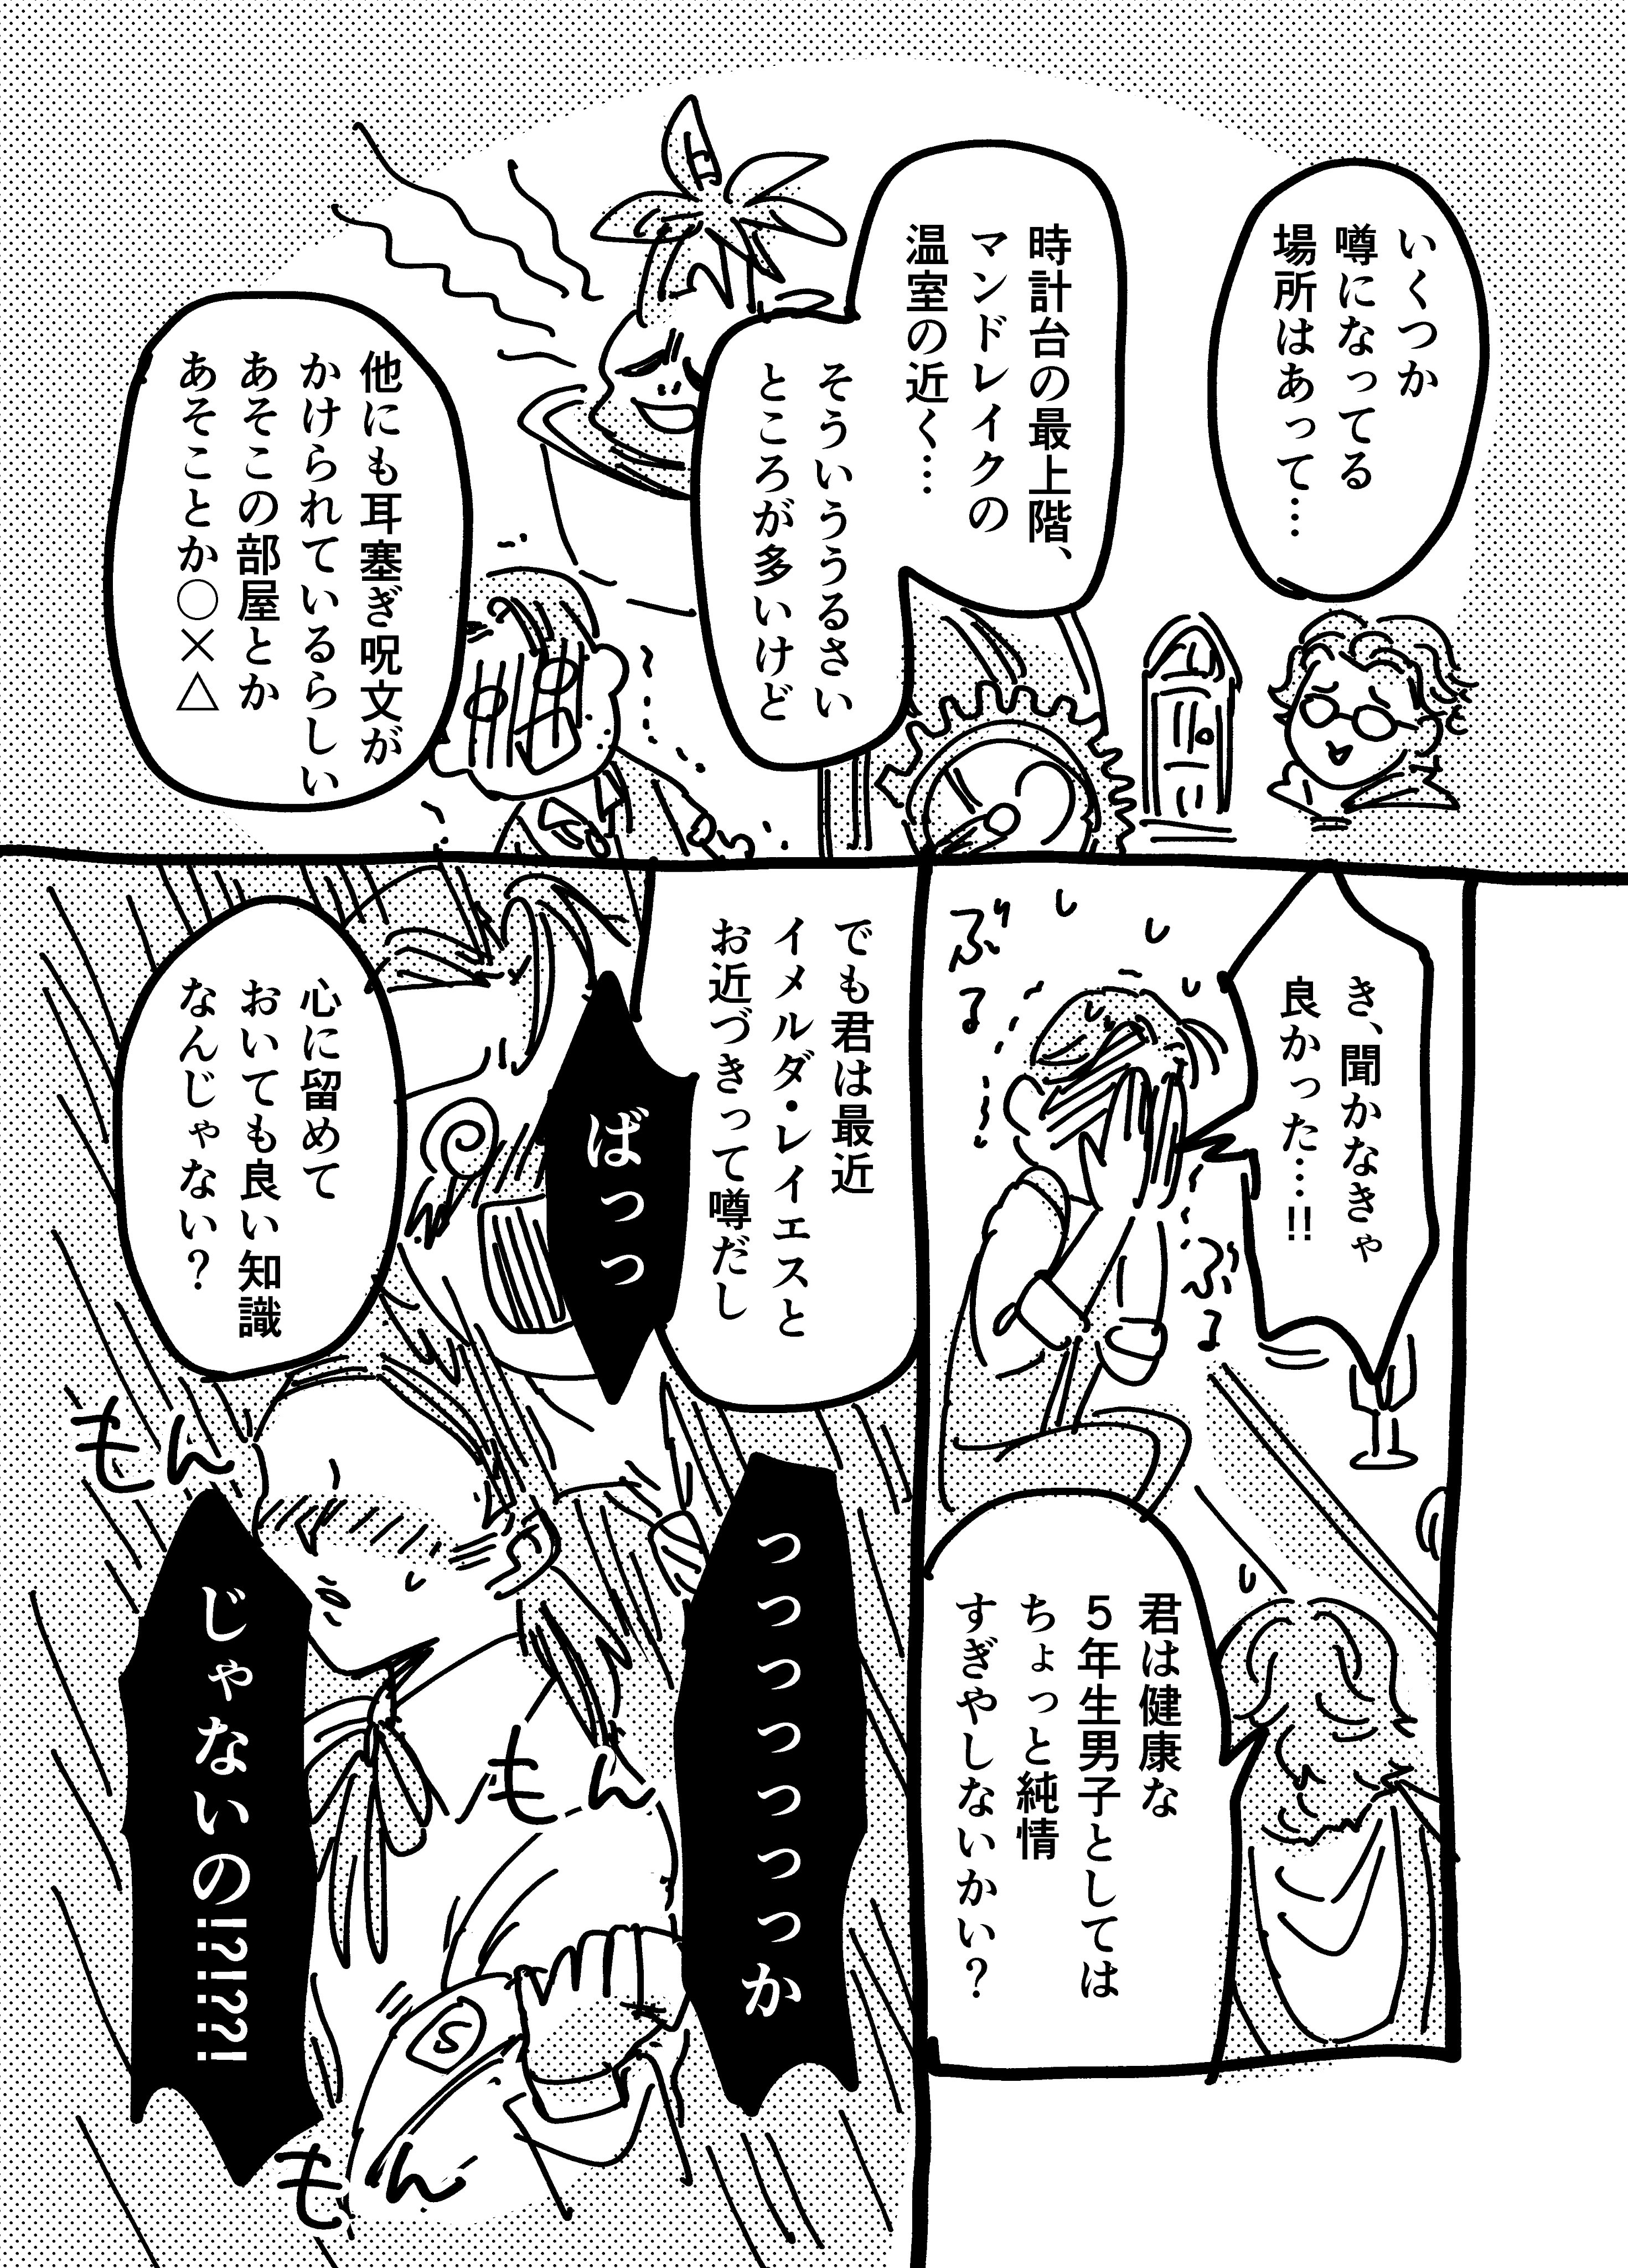 いくつか
噂になってる
場所はあって…
時計台の最上階、
マンドレイクの
温室の近く…
そういううるさい
ところが多いけど
他にも耳塞ぎ呪文が
かけられているらしい
あそこの部屋とか
あそことか○×△
き、聞かなきゃ
良かった…!!
ぶる
ぶる
君は健康な
5年生男子としては
ちょっと純情
すぎやしないかい？
でも君は最近
イメルダ・レイエスと
お近づきって噂だし
心に留めて
おいても良い知識
なんじゃない？
ばっっ
っっっっっっっか
じゃないの!?!?!?!
もん
もん
もん
S